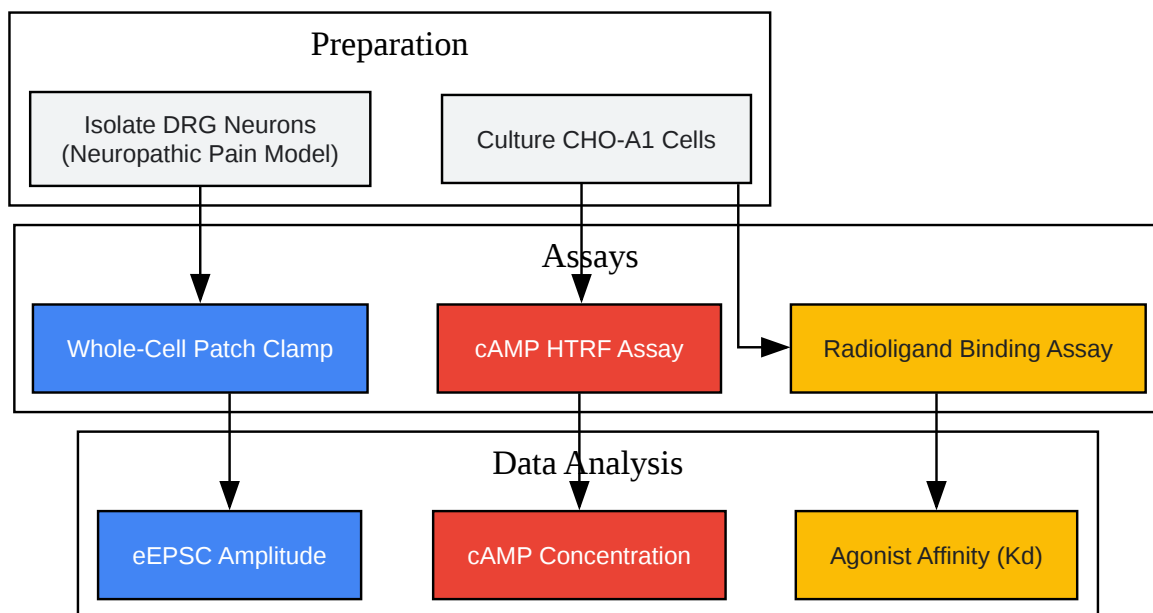 Preparation
Isolate DRG Neurons
(Neuropathic Pain Model)
Culture CHO-A1 Cells
Assays
Whole-Cell Patch Clamp
cAMP HTRF Assay
Radioligand Binding Assay
Data Analysis
eEPSC Amplitude
cAMP Concentration
Agonist Affinity (Kd)